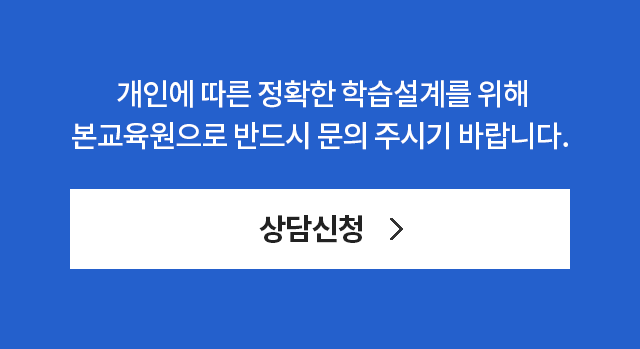 개인에 따른 정확한 학습설계를 위해
본교육원으로 반드시 문의 주시기 바랍니다.
상담신청 >